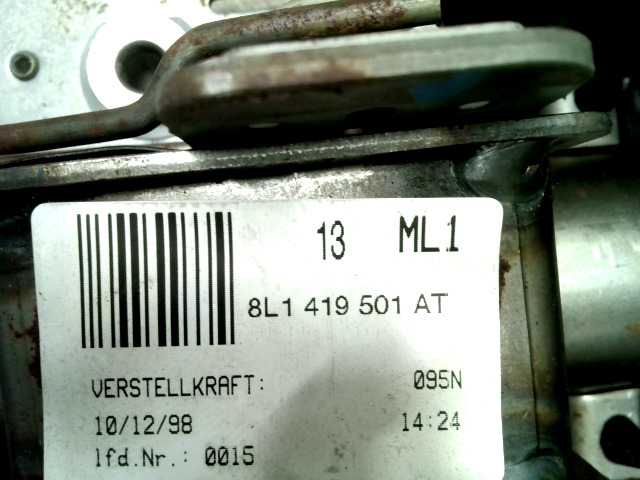 13 ML1
8L1 419 501 AT
VERSTELLKRAFT: 095N
10/12/98 14:24
lfd.Nr.: 0015